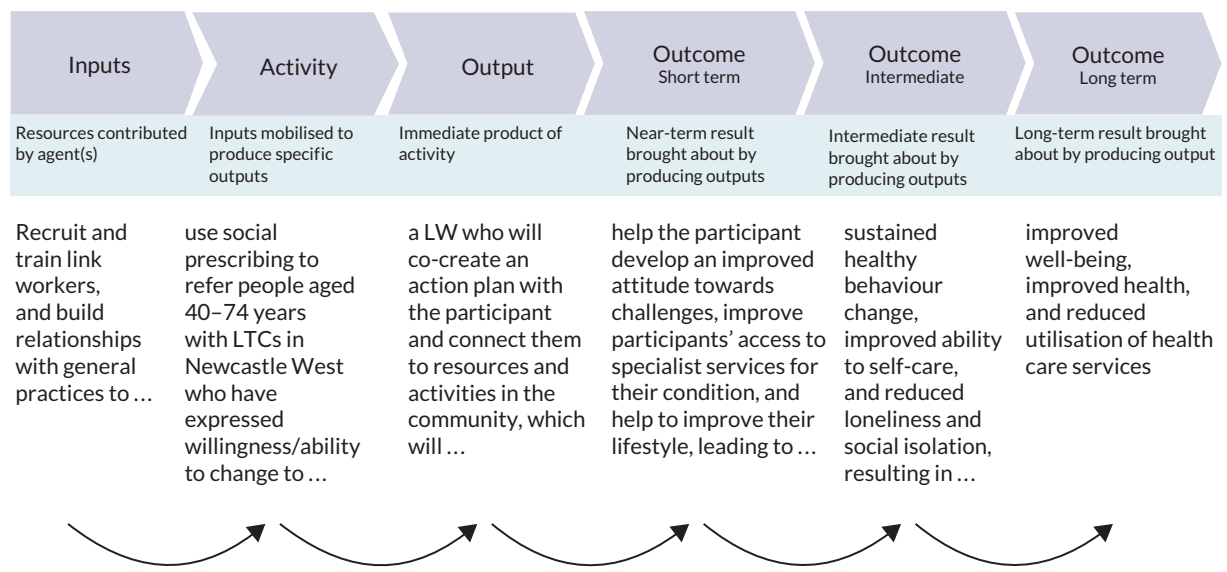 Inputs
Activity
Output
Outcome
Short term
Outcome
Intermediate
Outcome
Long term
Resources contributed
by agent(s)
Inputs mobilised to
produce specific
outputs
Immediate product of
activity
Near-term result
brought about by
producing outputs
Intermediate result
brought about by
producing outputs
Long-term result brought
about by producing output
Recruit and
train link
workers,
and build
relationships
with general
practices to …
use social
prescribing to
refer people aged
40–74 years
with LTCs in
Newcastle West
who have
expressed
willingness/ability
to change to …
a LW who will
co-create an
action plan with
the participant
and connect them
to resources and
activities in the
community, which
will …
help the participant
develop an improved
attitude towards
challenges, improve
participants’ access to
specialist services for
their condition, and
help to improve their
lifestyle, leading to …
sustained
healthy
behaviour
change,
improved ability
to self-care,
and reduced
loneliness and
social isolation,
resulting in …
improved
well-being,
improved health,
and reduced
utilisation of health
care services